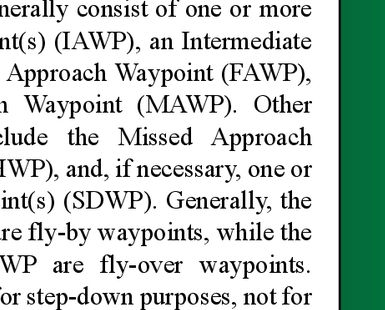 nerally consist of one or more
nt(s) (IAWP), an Intermediate
Approach Waypoint (FAWP),
Waypoint (MAWP). Other
clude the Missed Approach
HWP), and, if necessary, one or
int(s) (SDWP). Generally, the
re fly-by waypoints, while the
WP are fly-over waypoints.
for step-down purposes, not for